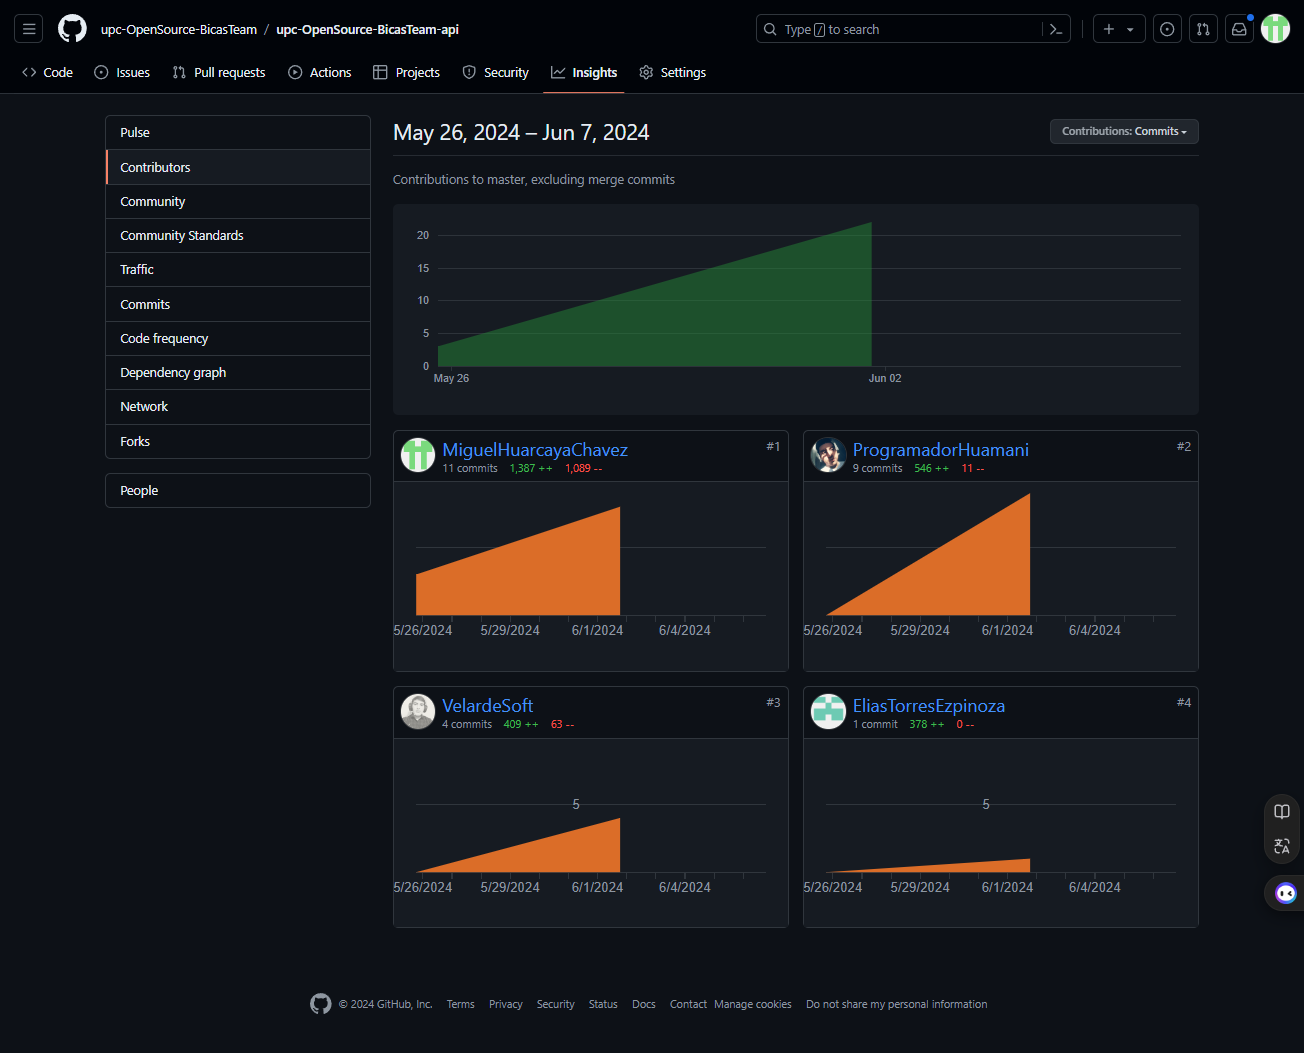 upc-OpenSource-BicasTeam / upc-OpenSource-BicasTeam-api
Type / to search
Code Issues Pull requests Actions Projects Security Insights Settings
Pulse
Contributors
Community
Community Standards
Traffic
Commits
Code frequency
Dependency graph
Network
Forks
People
May 26, 2024 – Jun 7, 2024
Contributions: Commits
Contributions to master, excluding merge commits
20
15
10
5
0
May 26 Jun 02
MiguelHuarcayaChavez #1
11 commits 1,387 ++ 1,089 --
5/26/2024 5/29/2024 6/1/2024 6/4/2024
ProgramadorHuamani #2
9 commits 546 ++ 11 --
5/26/2024 5/29/2024 6/1/2024 6/4/2024
VelardeSoft #3
4 commits 409 ++ 63 --
5
5/26/2024 5/29/2024 6/1/2024 6/4/2024
EliasTorresEzpinoza #4
1 commit 378 ++ 0 --
5
5/26/2024 5/29/2024 6/1/2024 6/4/2024
© 2024 GitHub, Inc. Terms Privacy Security Status Docs Contact Manage cookies Do not share my personal information